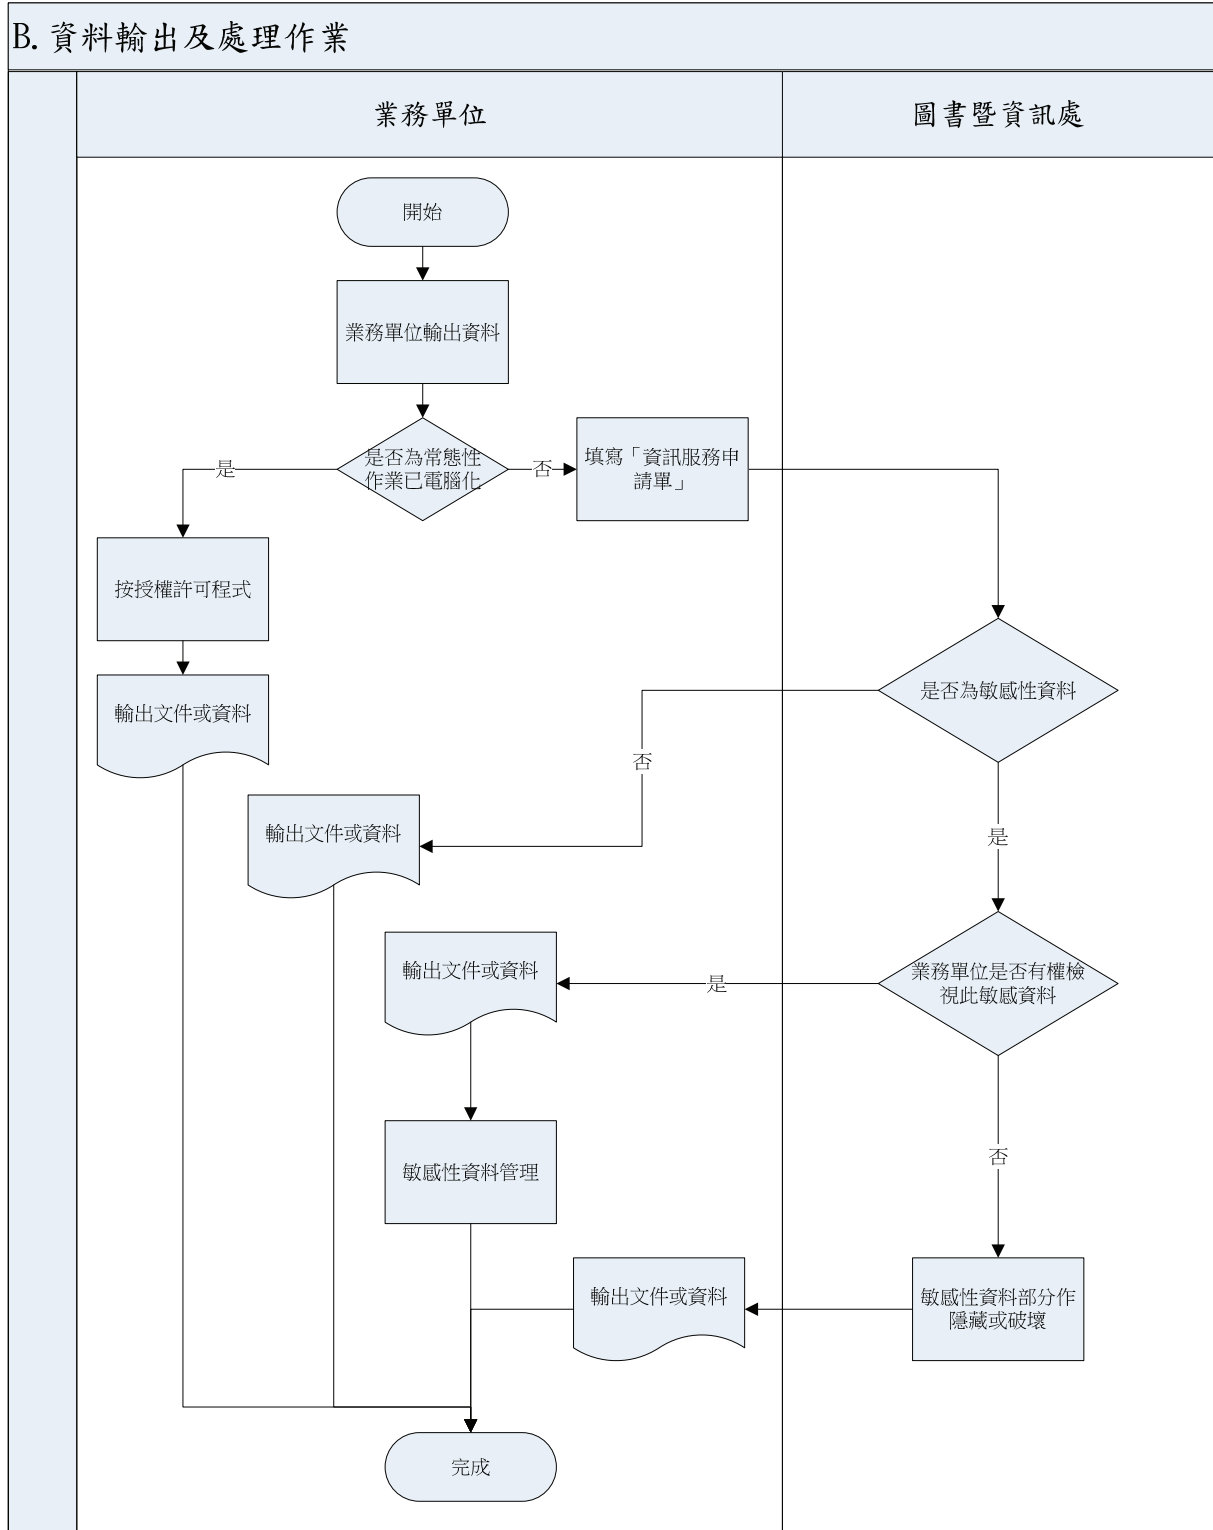 B. 資料輸出及處理作業
業務單位
圖書暨資訊處
開始
業務單位輸出資料
是否為常態性
作業已電腦化
是
否
填寫「資訊服務申
請單」
按授權許可程式
輸出文件或資料
是否為敏感性資料
否
輸出文件或資料
是
業務單位是否有權檢
視此敏感資料
是
輸出文件或資料
否
敏感性資料管理
敏感性資料部分作
隱藏或破壞
輸出文件或資料
完成